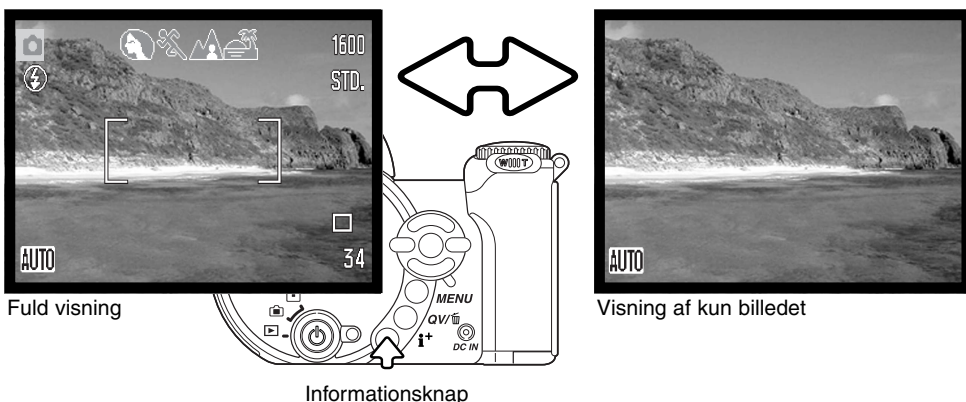 1600
STD.
AUTO
34
Fuld visning
W T
MENU
QV/
i+
DC IN
AUTO
Visning af kun billedet
Informationsknap